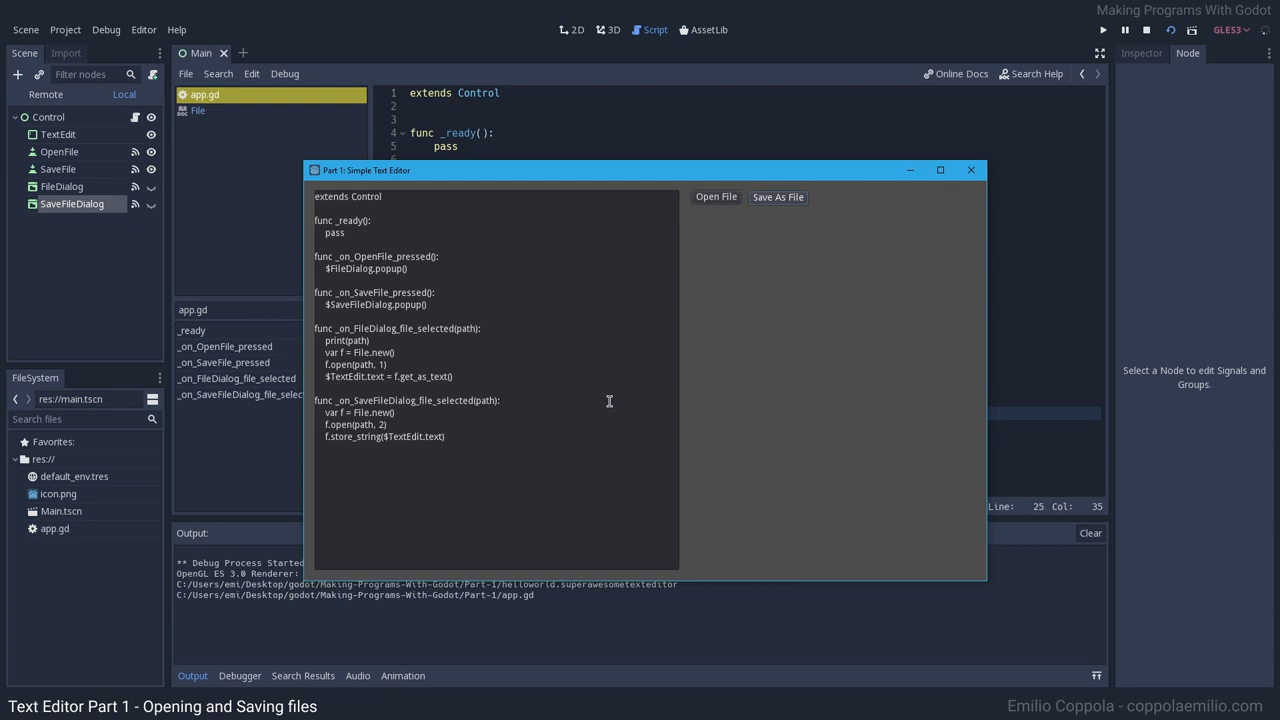 Making Programs With Godot
Scene Project Debug Editor Help
2D 3D Script AssetLib
GLES3
Scene Import
Main
Inspector Node
Filter nodes
File Search Edit Debug
Online Docs Search Help
Remote Local
app.gd
File
1 extends Control
2
3
4 func _ready():
5 pass
6
Control
TextEdit
OpenFile
SaveFile
FileDialog
SaveFileDialog
Part 1: Simple Text Editor
Open File Save As File
extends Control
func _ready():
pass
func _on_OpenFile_pressed():
$FileDialog.popup()
func _on_SaveFile_pressed():
$SaveFileDialog.popup()
func _on_FileDialog_file_selected(path):
print(path)
var f = File.new()
f.open(path, 1)
$TextEdit.text = f.get_as_text()
func _on_SaveFileDialog_file_selected(path):
var f = File.new()
f.open(path, 2)
f.store_string($TextEdit.text)
app.gd
_ready
_on_OpenFile_pressed
_on_SaveFile_pressed
_on_FileDialog_file_selected
_on_SaveFileDialog_file_select
Select a Node to edit Signals and
Groups.
FileSystem
res://main.tscn
Search files
Favorites:
res://
default_env.tres
icon.png
Main.tscn
app.gd
Line: 25 Col: 35
Output:
Clear
** Debug Process Started
OpenGL ES 3.0 Renderer:
C:/Users/emi/Desktop/godot/Making-Programs-With-Godot/Part-1/helloworld.superawesometexteditor
C:/Users/emi/Desktop/godot/Making-Programs-With-Godot/Part-1/app.gd
Output Debugger Search Results Audio Animation
Text Editor Part 1 - Opening and Saving files
Emilio Coppola - coppolaemilio.com